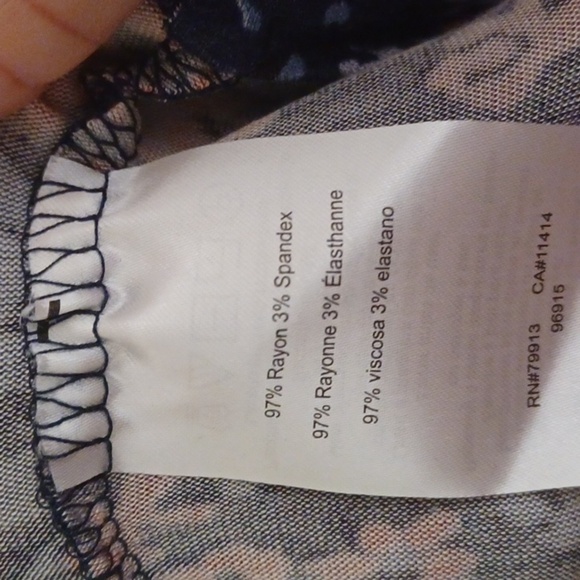 97% Rayon 3% Spandex
97% Rayonne 3% Élasthanne
97% viscosa 3% elastano
RN#79913 CA#11414
96915